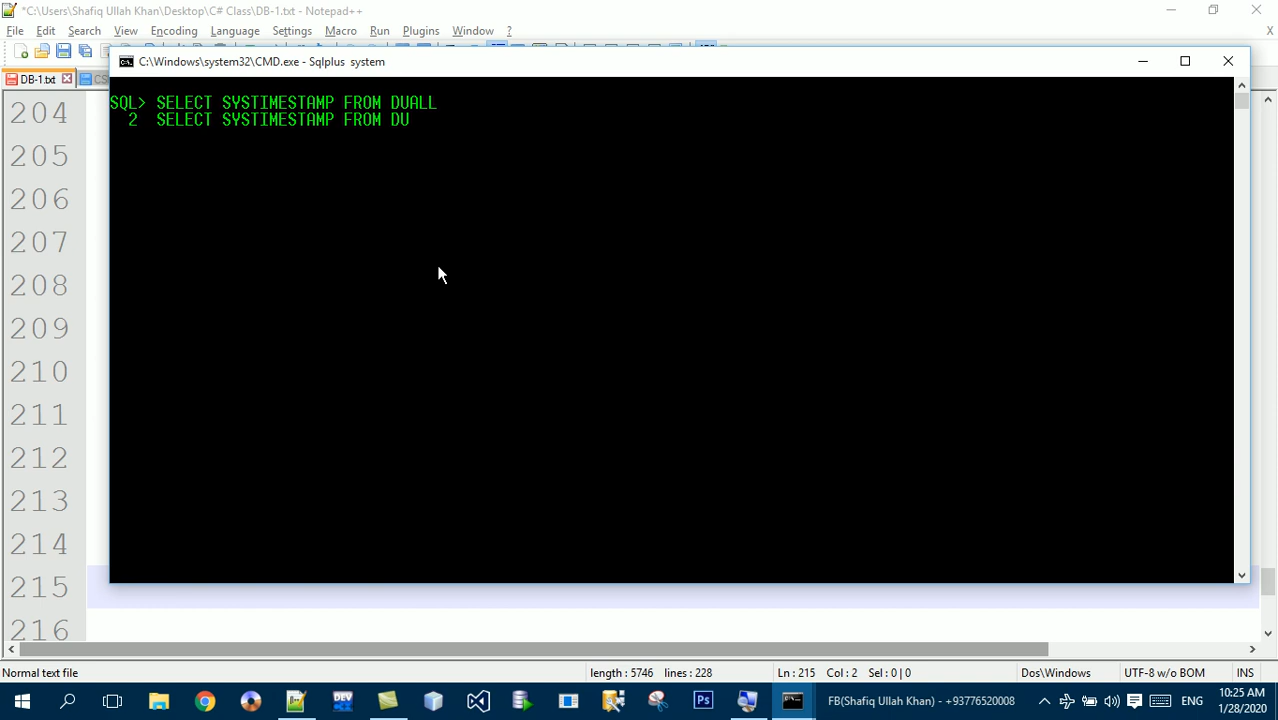 *C:\Users\Shafiq Ullah Khan\Desktop\C# Class\DB-1.txt - Notepad++
File Edit Search View Encoding Language Settings Macro Run Plugins Window ? X
C:\Windows\system32\CMD.exe - Sqlplus system
DB-1.txt CS
SQL> SELECT SYSTIMESTAMP FROM DUALL
2 SELECT SYSTIMESTAMP FROM DU
204
205
206
207
208
209
210
211
212
213
214
215
216
Normal text file length : 5746 lines : 228 Ln : 215 Col : 2 Sel : 0 | 0 Dos\Windows UTF-8 w/o BOM INS
FB(Shafiq Ullah Khan) - +93776520008 ENG 10:25 AM
1/28/2020